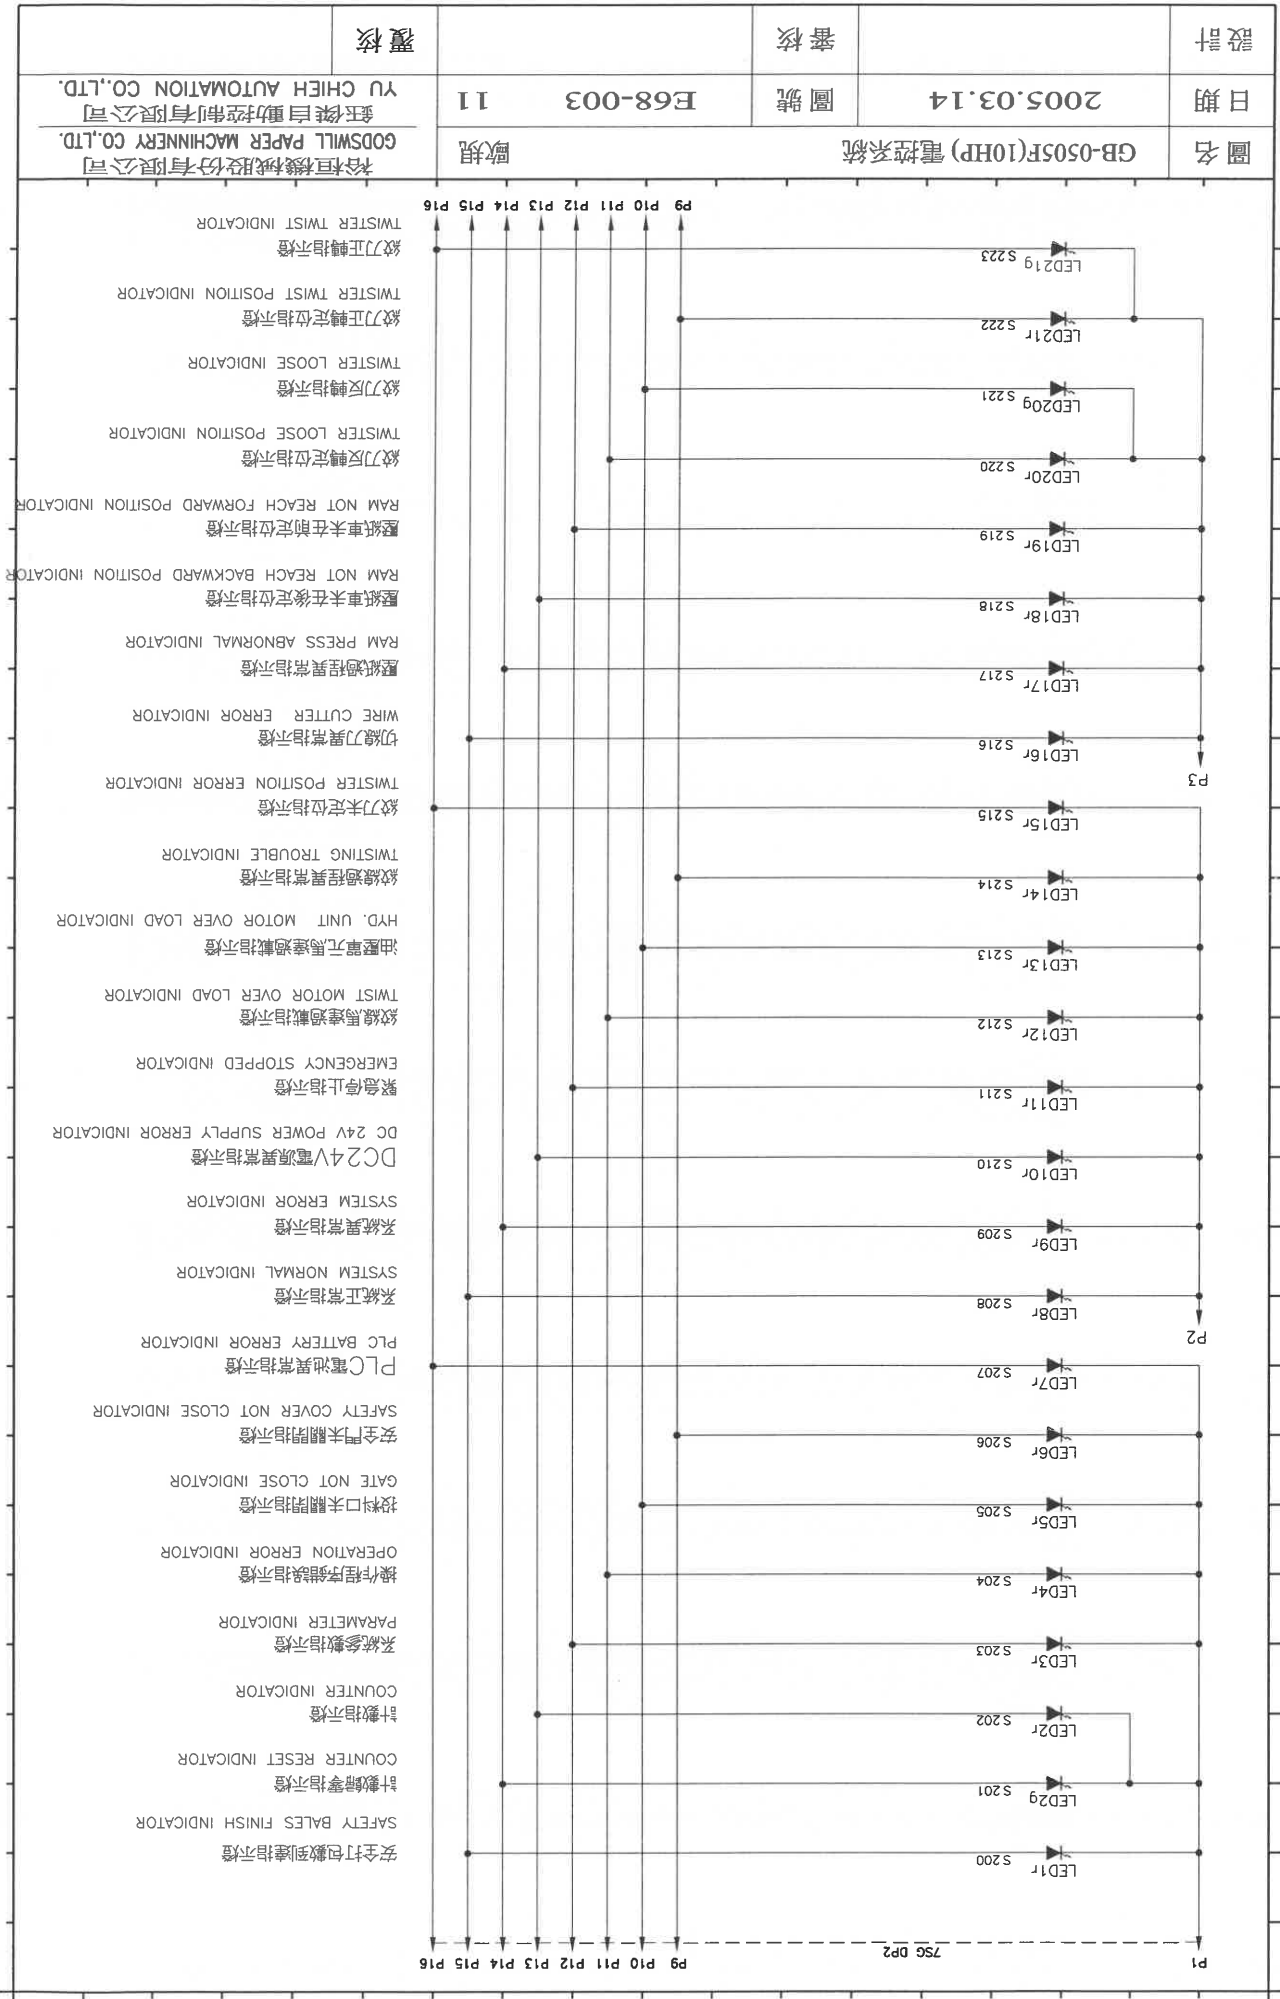 P1 7SG DP2 P9 P10 P11 P12 P13 P14 P15 P16
LED1r S200 安全打包數到達指示燈
SAFETY BALES FINISH INDICATOR
LED2g S201 計數歸零指示燈
COUNTER RESET INDICATOR
LED2r S202 計數指示燈
COUNTER INDICATOR
LED3r S203 系統參數指示燈
PARAMETER INDICATOR
LED4r S204 操作程序錯誤指示燈
OPERATION ERROR INDICATOR
LED5r S205 投料口未關閉指示燈
GATE NOT CLOSE INDICATOR
LED6r S206 安全門未關閉指示燈
SAFETY COVER NOT CLOSE INDICATOR
LED7r S207 PLC電池異常指示燈
PLC BATTERY ERROR INDICATOR
P2
LED8r S208 系統正常指示燈
SYSTEM NORMAL INDICATOR
LED9r S209 系統異常指示燈
SYSTEM ERROR INDICATOR
LED10r S210 DC24V電源異常指示燈
DC 24V POWER SUPPLY ERROR INDICATOR
LED11r S211 緊急停止指示燈
EMERGENCY STOPPED INDICATOR
LED12r S212 絞線馬達過載指示燈
TWIST MOTOR OVER LOAD INDICATOR
LED13r S213 油壓單元馬達過載指示燈
HYD. UNIT MOTOR OVER LOAD INDICATOR
LED14r S214 絞線過程異常指示燈
TWISTING TROUBLE INDICATOR
LED15r S215 絞刀未定位指示燈
TWISTER POSITION ERROR INDICATOR
P3
LED16r S216 切線刀異常指示燈
WIRE CUTTER ERROR INDICATOR
LED17r S217 壓紙過程異常指示燈
RAM PRESS ABNORMAL INDICATOR
LED18r S218 壓紙車未在後定位指示燈
RAM NOT REACH BACKWARD POSITION INDICATOR
LED19r S219 壓紙車未在前定位指示燈
RAM NOT REACH FORWARD POSITION INDICATOR
LED20r S220 絞刀反轉定位指示燈
TWISTER LOOSE POSITION INDICATOR
LED20g S221 絞刀反轉指示燈
TWISTER LOOSE INDICATOR
LED21r S222 絞刀正轉定位指示燈
TWISTER TWIST POSITION INDICATOR
LED21g S223 絞刀正轉指示燈
TWISTER TWIST INDICATOR
P9 P10 P11 P12 P13 P14 P15 P16
圖名 GB-0505F(10HP) 電控系統 歐規 裕桓機械股份有限公司
GODSWILL PAPER MACHINNERY CO.,LTD.
日期 2005.03.14 圖號 E68-003 11 鈺傑自動控制有限公司
YU CHIEH AUTOMATION CO.,LTD.
設計 審核 覆核